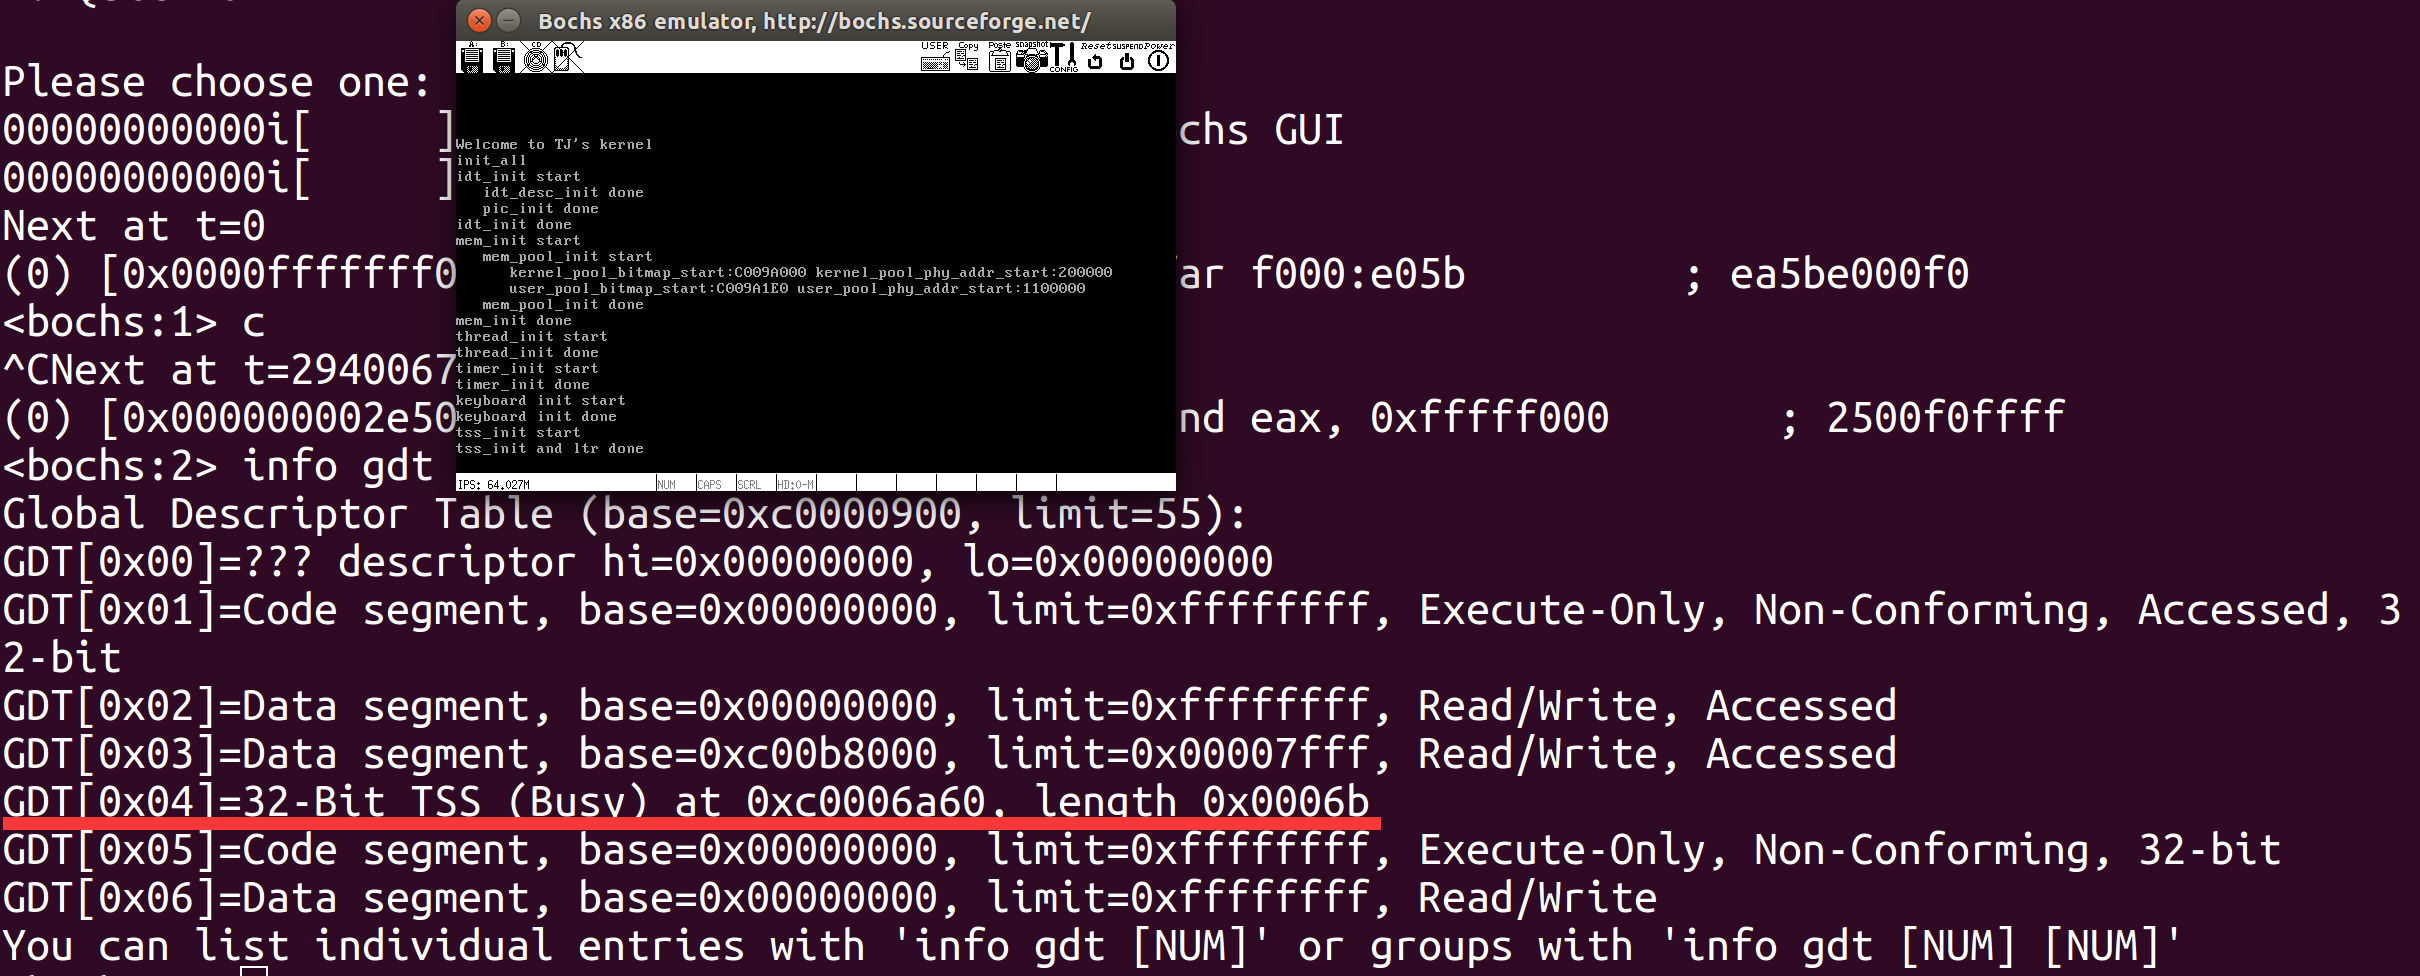 Bochs x86 emulator, http://bochs.sourceforge.net/
A: B: CD USER Copy Paste snapshot CONFIG Reset SUSPEND Power
Welcome to TJ's kernel
init_all
idt_init start
idt_desc_init done
pic_init done
idt_init done
mem_init start
mem_pool_init start
kernel_pool_bitmap_start:C009A000 kernel_pool_phy_addr_start:200000
user_pool_bitmap_start:C009A1E0 user_pool_phy_addr_start:1100000
mem_pool_init done
mem_init done
thread_init start
thread_init done
timer_init start
timer_init done
keyboard init start
keyboard init done
tss_init start
tss_init and ltr done
IPS: 64.027M NUM CAPS SCRL HD:0-M
Please choose one:
00000000000i[      ] chs GUI
00000000000i[      ]
Next at t=0
(0) [0x0000fffffff0 ar f000:e05b ; ea5be000f0
<bochs:1> c
^CNext at t=2940067
(0) [0x000000002e50 nd eax, 0xfffff000 ; 2500f0ffff
<bochs:2> info gdt
Global Descriptor Table (base=0xc0000900, limit=55):
GDT[0x00]=??? descriptor hi=0x00000000, lo=0x00000000
GDT[0x01]=Code segment, base=0x00000000, limit=0xffffffff, Execute-Only, Non-Conforming, Accessed, 3
2-bit
GDT[0x02]=Data segment, base=0x00000000, limit=0xffffffff, Read/Write, Accessed
GDT[0x03]=Data segment, base=0xc00b8000, limit=0x00007fff, Read/Write, Accessed
GDT[0x04]=32-Bit TSS (Busy) at 0xc0006a60, length 0x0006b
GDT[0x05]=Code segment, base=0x00000000, limit=0xffffffff, Execute-Only, Non-Conforming, 32-bit
GDT[0x06]=Data segment, base=0x00000000, limit=0xffffffff, Read/Write
You can list individual entries with 'info gdt [NUM]' or groups with 'info gdt [NUM] [NUM]'